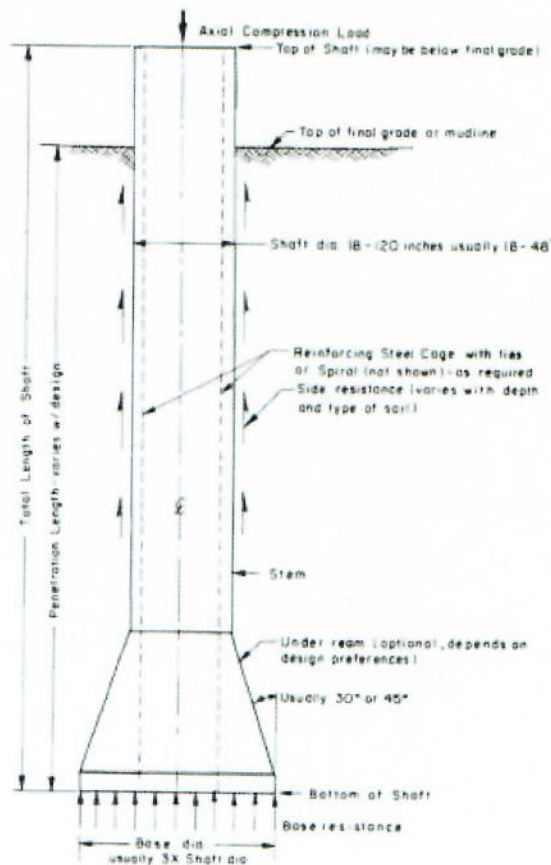 Axial Compression Load
Top of Shaft (may be below final grade)
Top of final grade or mudline
Shaft dia. 18-120 inches usually 18-48"
Reinforcing Steel Cage with ties
or Spiral (not shown)-as required
Side resistance (varies with depth
and type of soil)
Total Length of Shaft
Penetration Length-varies w/design
℄
Stem
Under ream (optional, depends on
design preferences)
Usually 30° or 45°
Bottom of Shaft
Base resistance
Base dia.
usually 3X Shaft dia.